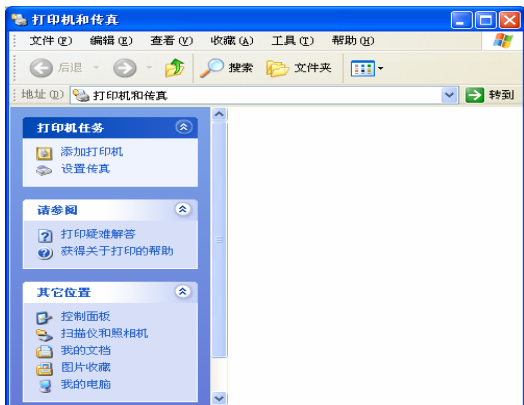 打印机和传真
文件(F) 编辑(E) 查看(V) 收藏(A) 工具(T) 帮助(H)
后退 搜索 文件夹
地址(D) 打印机和传真 转到
打印机任务
添加打印机
设置传真
请参阅
打印疑难解答
获得关于打印的帮助
其它位置
控制面板
扫描仪和照相机
我的文档
图片收藏
我的电脑